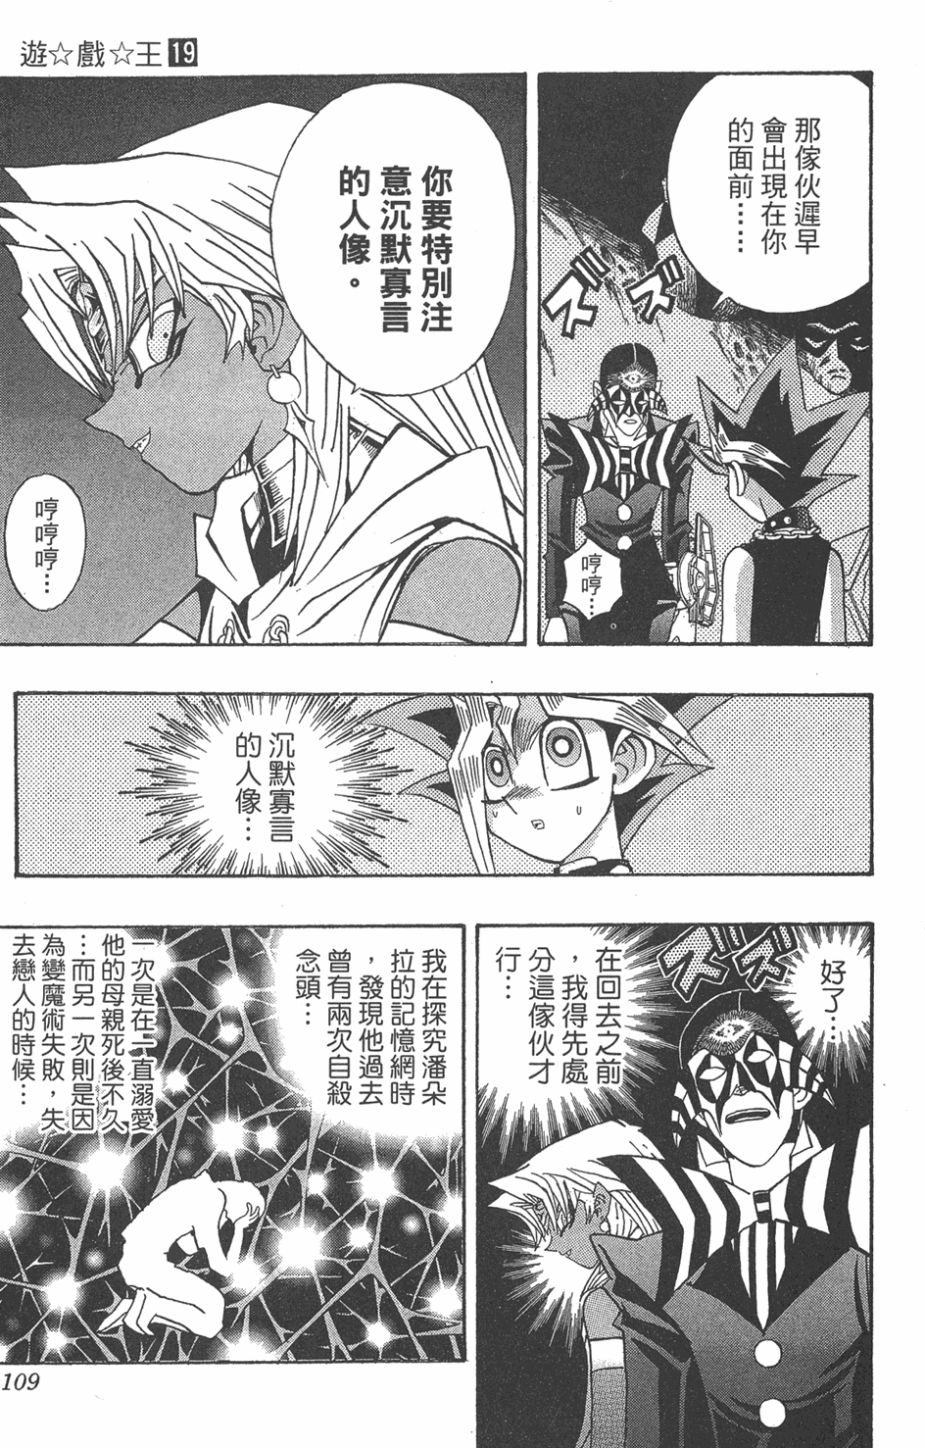 遊☆戲☆王19
那傢伙遲早
會出現在你
的面前……
ズズ
哼哼…
你要特別注
意沉默寡言
的人像。
哼哼哼…
沉默寡言
的人像…
好了…
在回去之前
，我得先處
分這傢伙才
行…
ズズ
我在探究潘朵
拉的記憶網時
，發現他過去
曾有兩次自殺
念頭…
一次是在一直溺愛
他的母親死後不久
…而另一次則是因
為變魔術失敗，失
去戀人的時候…
109